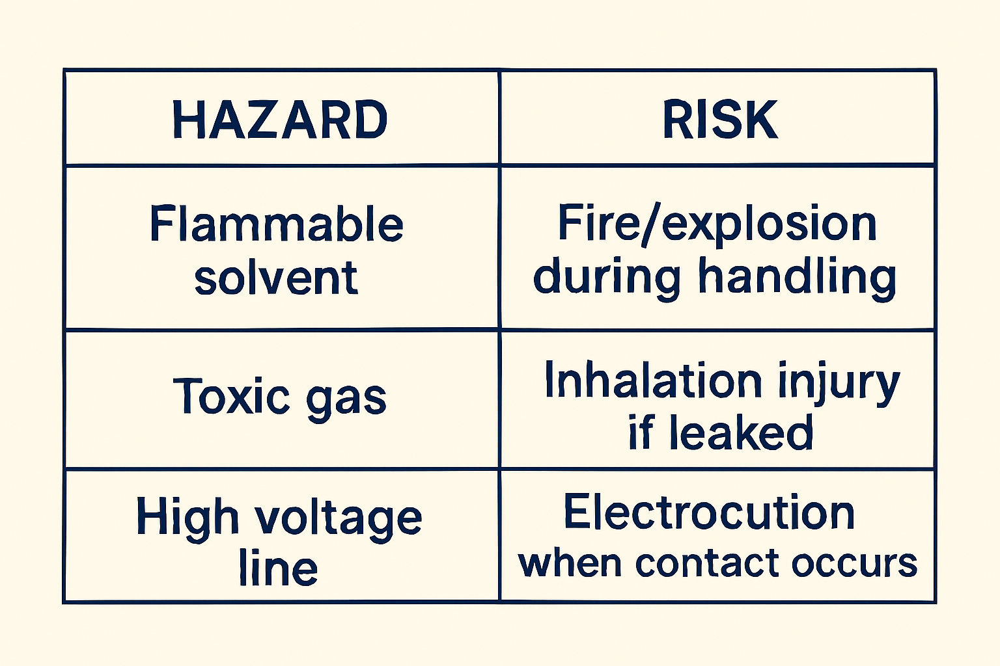 HAZARD
RISK
Flammable
solvent
Fire/explosion
during handling
Toxic gas
Inhalation injury
if leaked
High voltage
line
Electrocution
when contact occurs